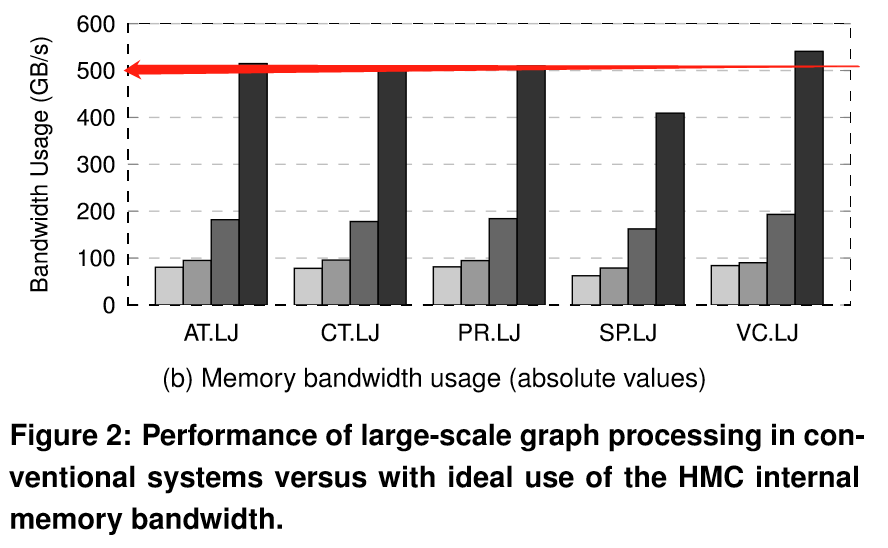 Bandwidth Usage (GB/s)
600
500
400
300
200
100
0
AT.LJ CT.LJ PR.LJ SP.LJ VC.LJ
(b) Memory bandwidth usage (absolute values)
Figure 2: Performance of large-scale graph processing in con-
ventional systems versus with ideal use of the HMC internal
memory bandwidth.